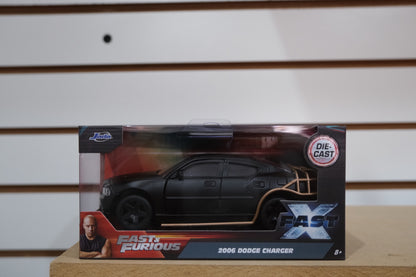 Jada
DIE-
CAST
FAST X
FAST & FURIOUS
2006 DODGE CHARGER
8+